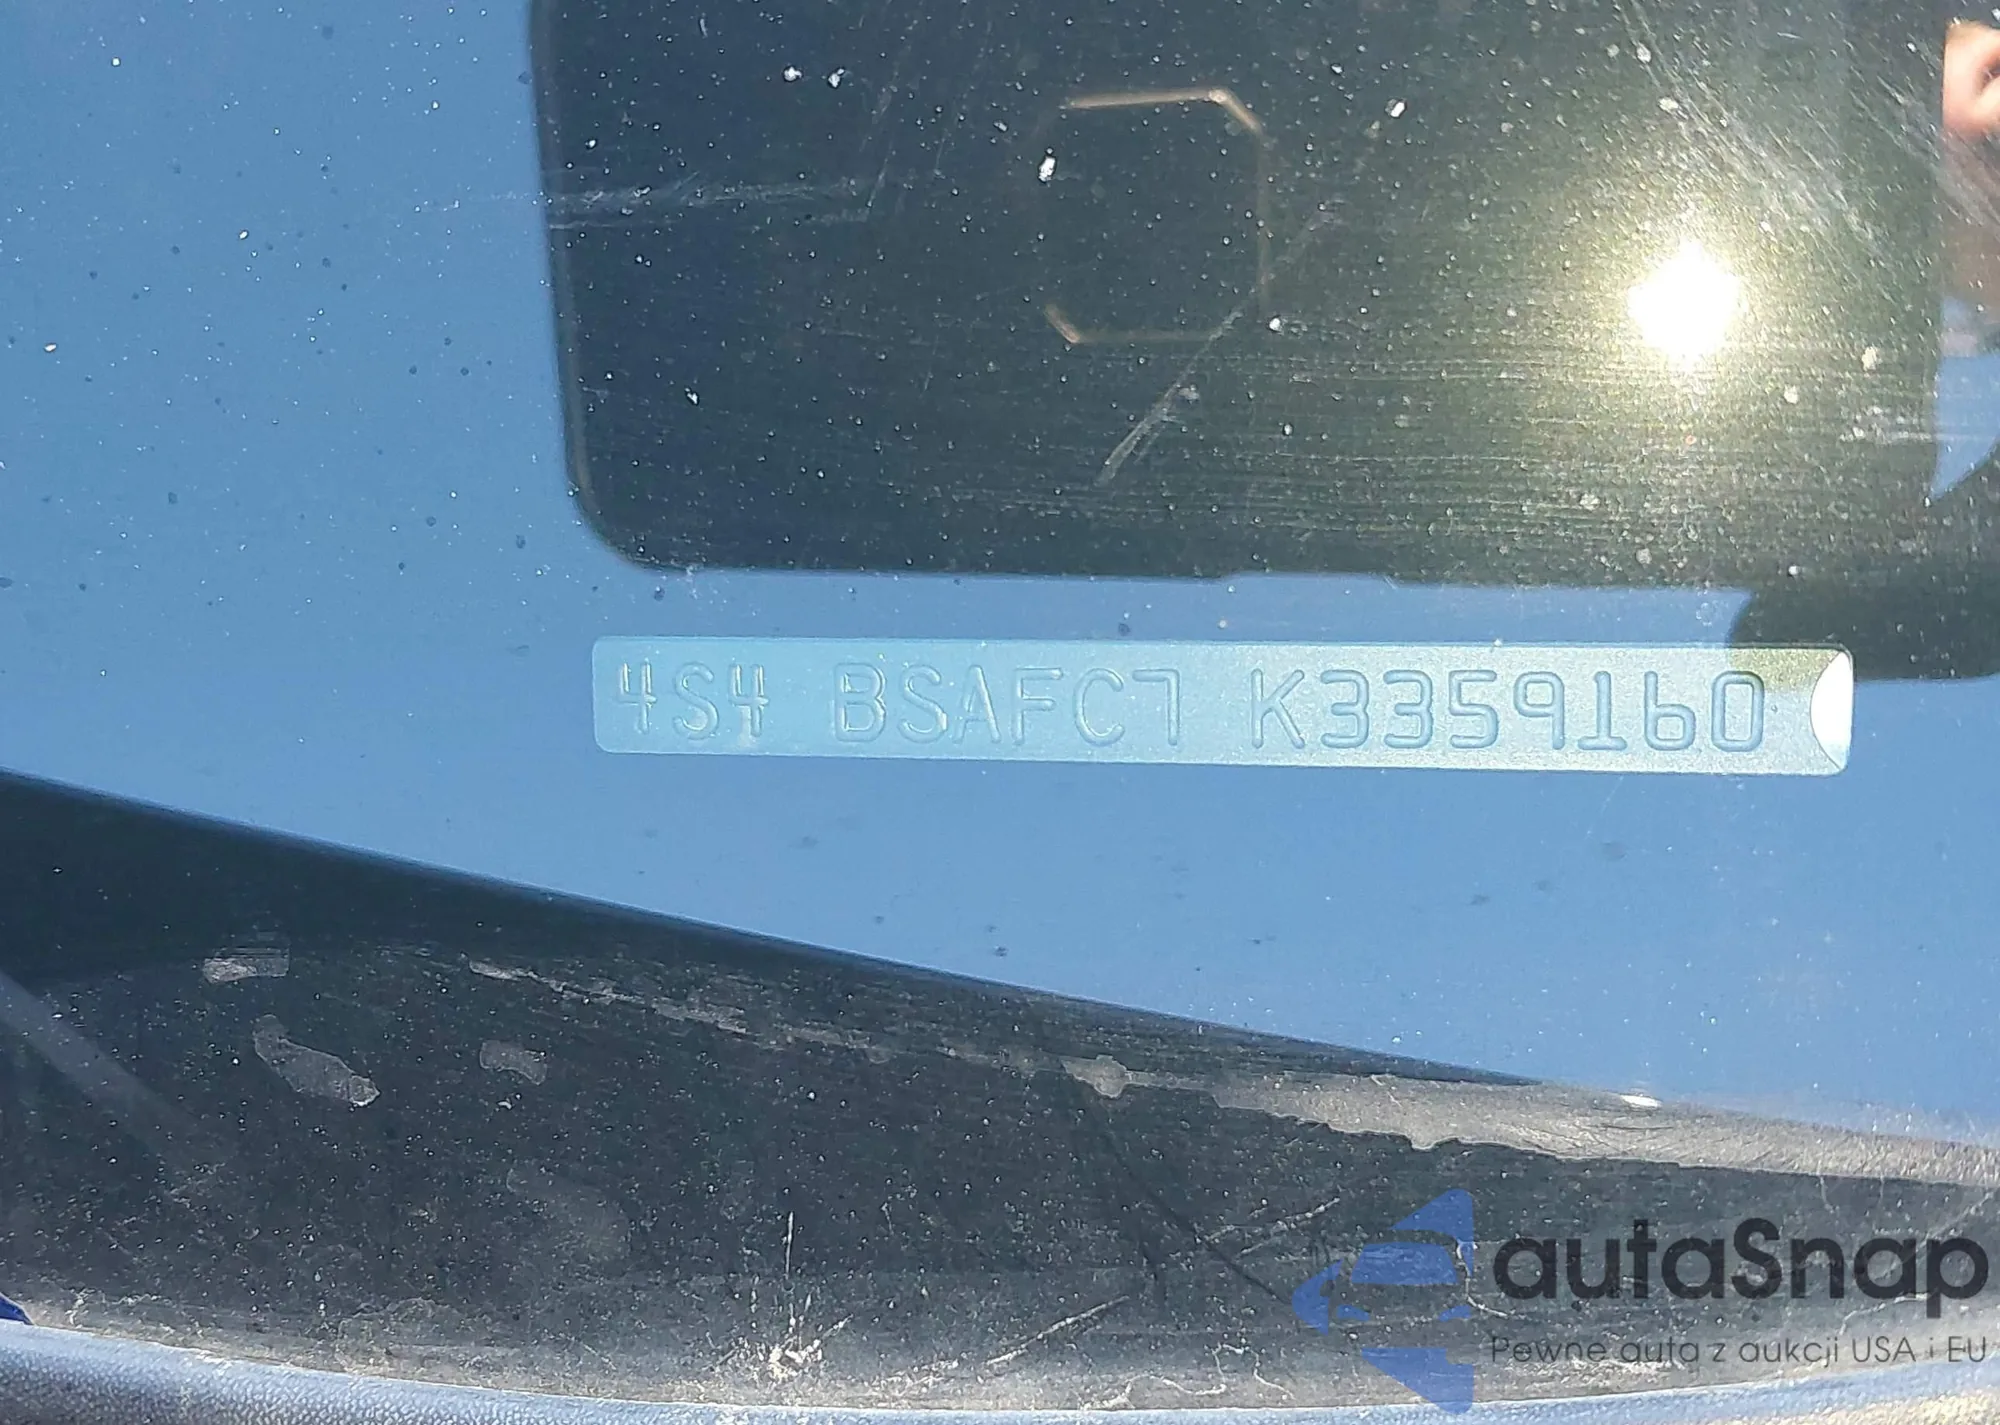 4S4 BSAFC7 K3359160
autaSnap
Pewne auta z aukcji USA i EU